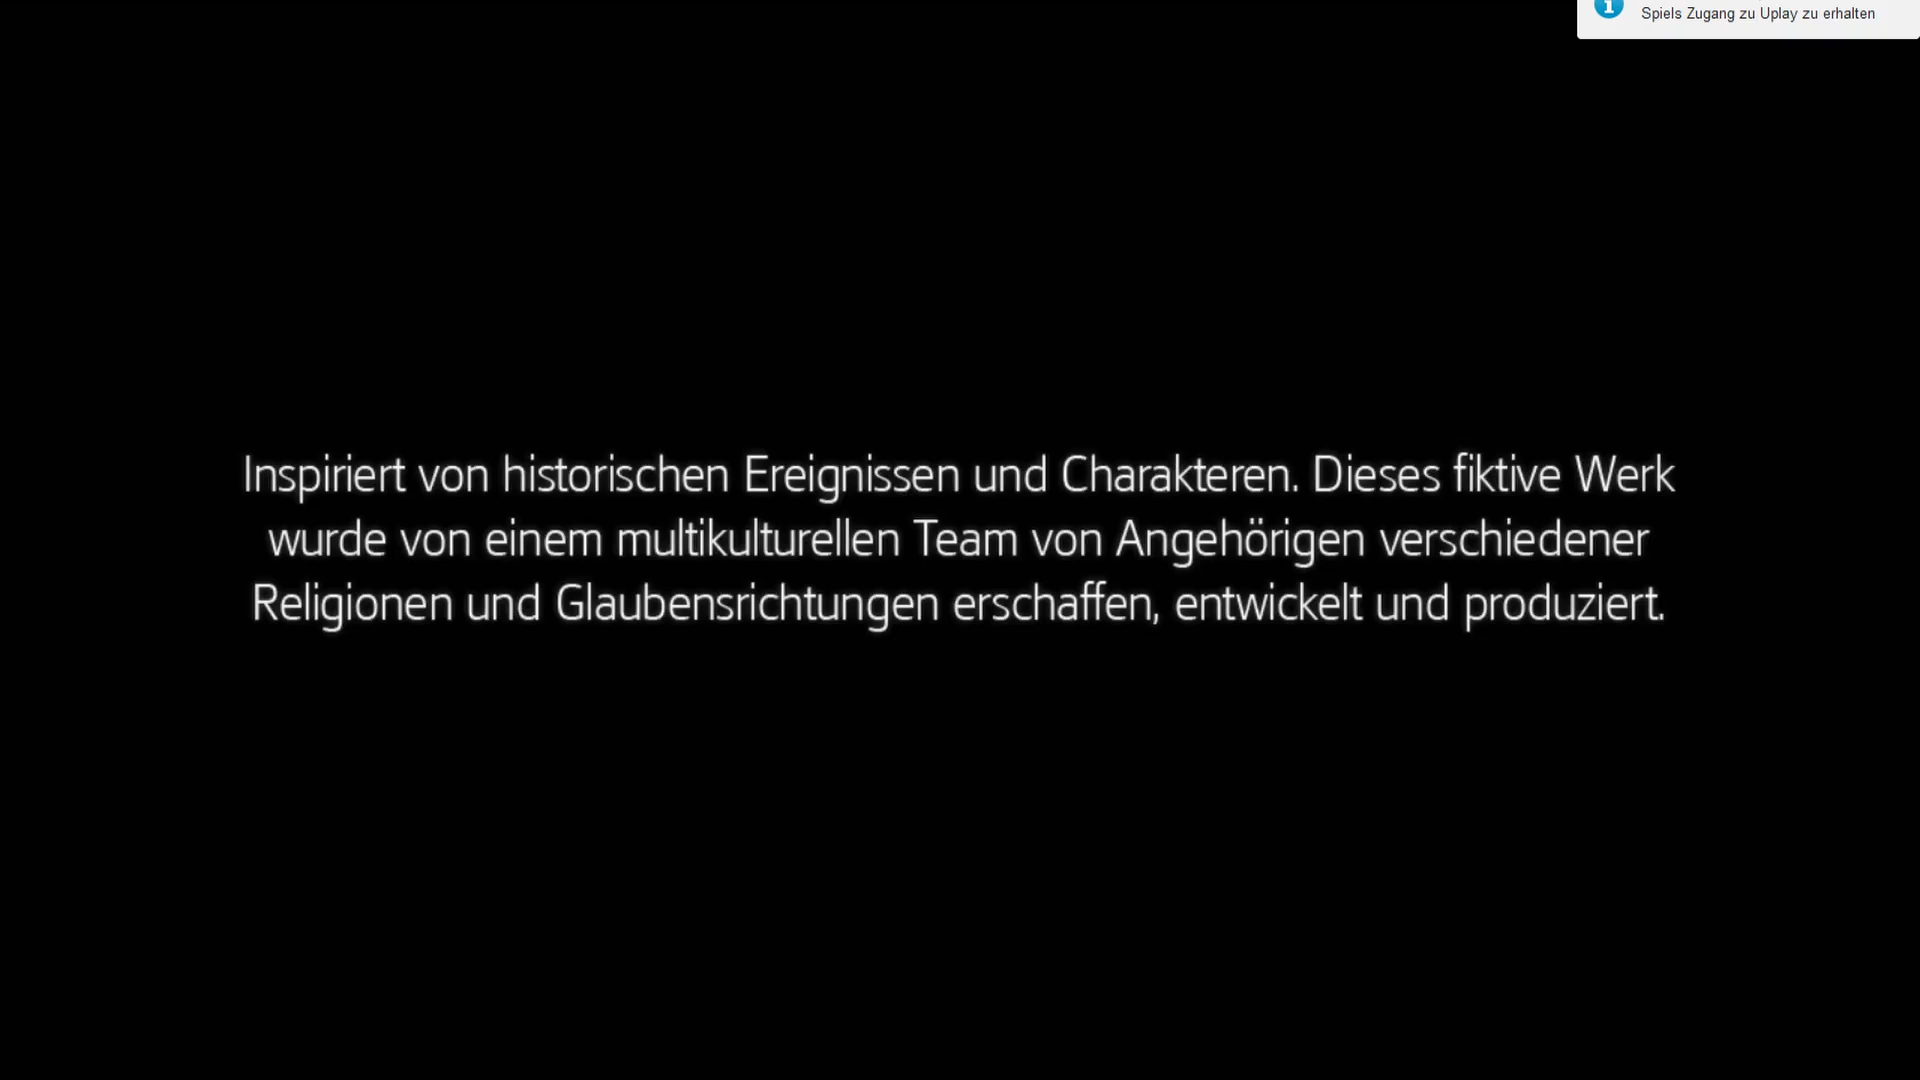 Spiels Zugang zu Uplay zu erhalten
Inspiriert von historischen Ereignissen und Charakteren. Dieses fiktive Werk
wurde von einem multikulturellen Team von Angehörigen verschiedener
Religionen und Glaubensrichtungen erschaffen, entwickelt und produziert.